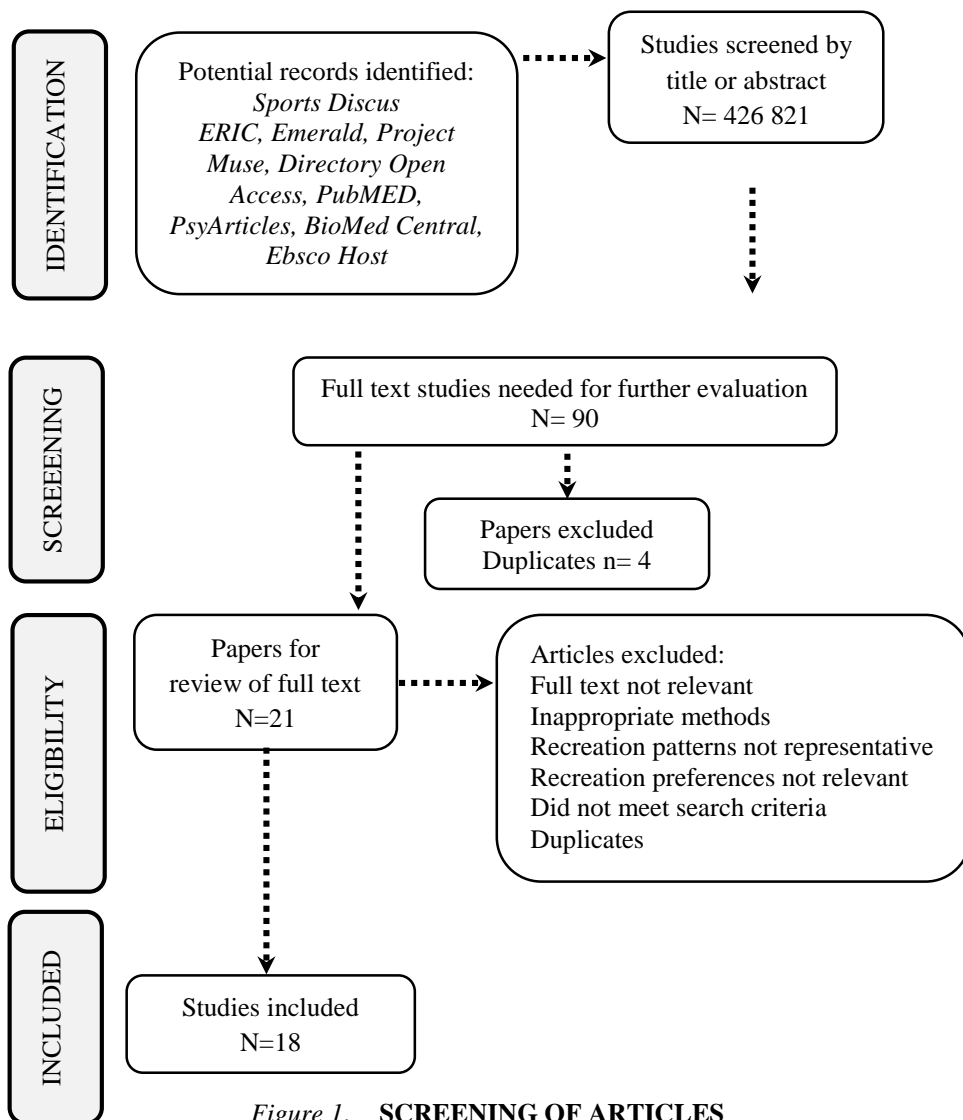 IDENTIFICATION
Potential records identified:
Sports Discus
ERIC, Emerald, Project
Muse, Directory Open
Access, PubMED,
PsyArticles, BioMed Central,
Ebsco Host
Studies screened by
title or abstract
N= 426 821
SCREEENING
Full text studies needed for further evaluation
N= 90
Papers excluded
Duplicates n= 4
ELIGIBILITY
Papers for
review of full text
N=21
Articles excluded:
Full text not relevant
Inappropriate methods
Recreation patterns not representative
Recreation preferences not relevant
Did not meet search criteria
Duplicates
INCLUDED
Studies included
N=18
Figure 1. SCREENING OF ARTICLES